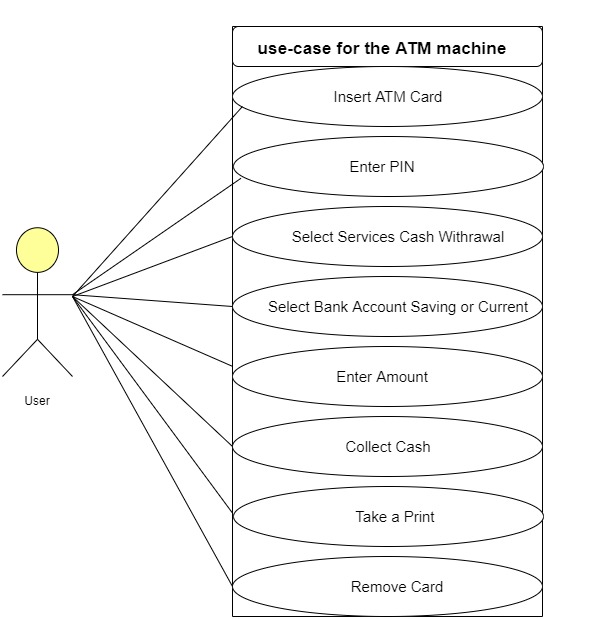 use-case for the ATM machine
Insert ATM Card
Enter PIN
Select Services Cash Withrawal
Select Bank Account Saving or Current
Enter Amount
Collect Cash
Take a Print
Remove Card
User